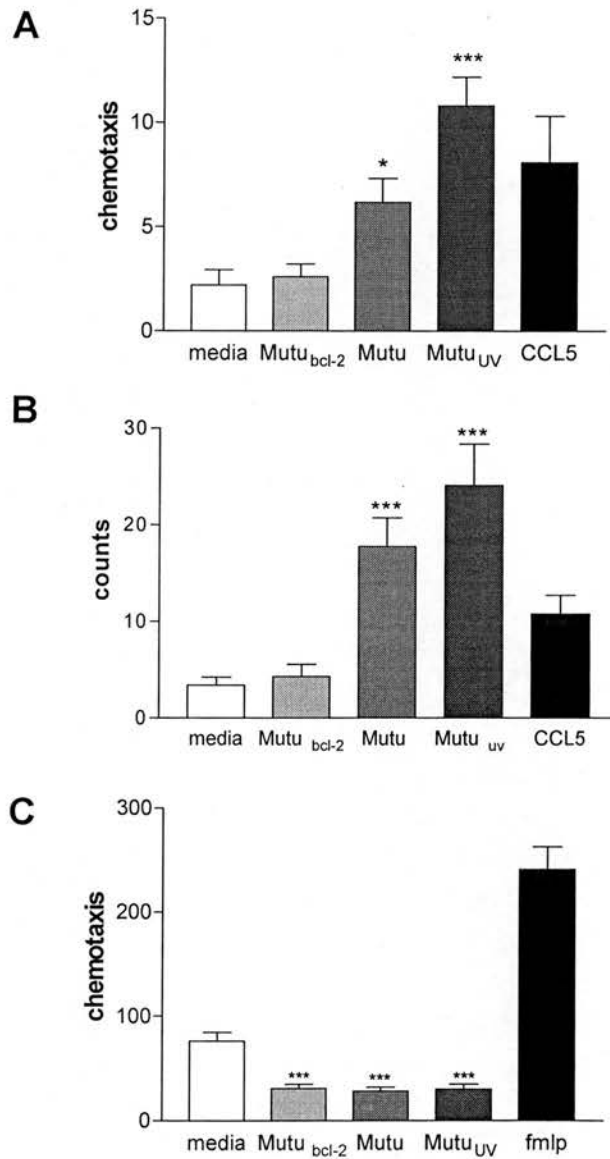 A
chemotaxis
15
10
5
0
*
***
media Mutu bcl-2 Mutu Mutu UV CCL5
B
counts
30
20
10
0
***
***
media Mutu bcl-2 Mutu Mutu uv CCL5
C
chemotaxis
300
200
100
0
*** *** ***
media Mutu bcl-2 Mutu Mutu UV fmlp